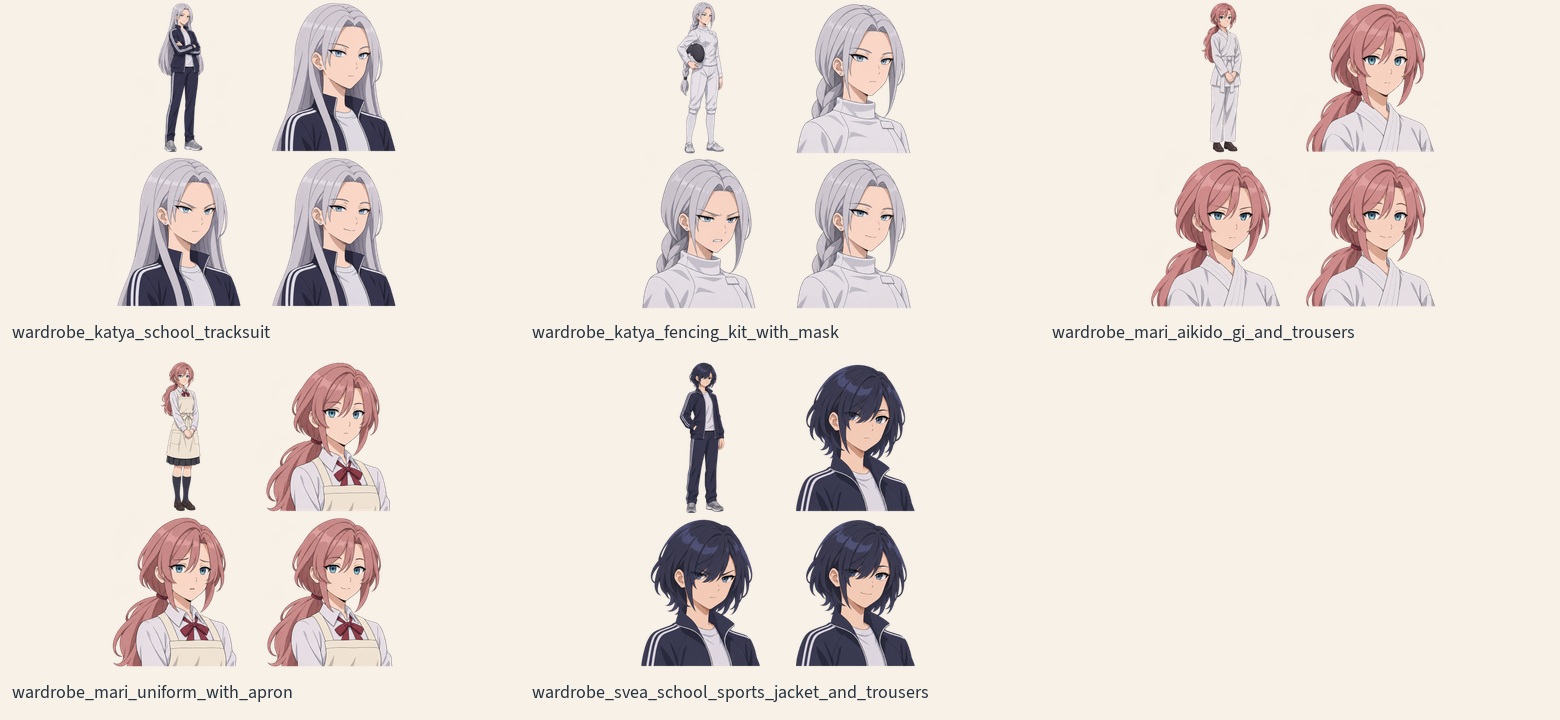 wardrobe_katya_school_tracksuit
wardrobe_katya_fencing_kit_with_mask
wardrobe_mari_aikido_gi_and_trousers
wardrobe_mari_uniform_with_apron
wardrobe_svea_school_sports_jacket_and_trousers